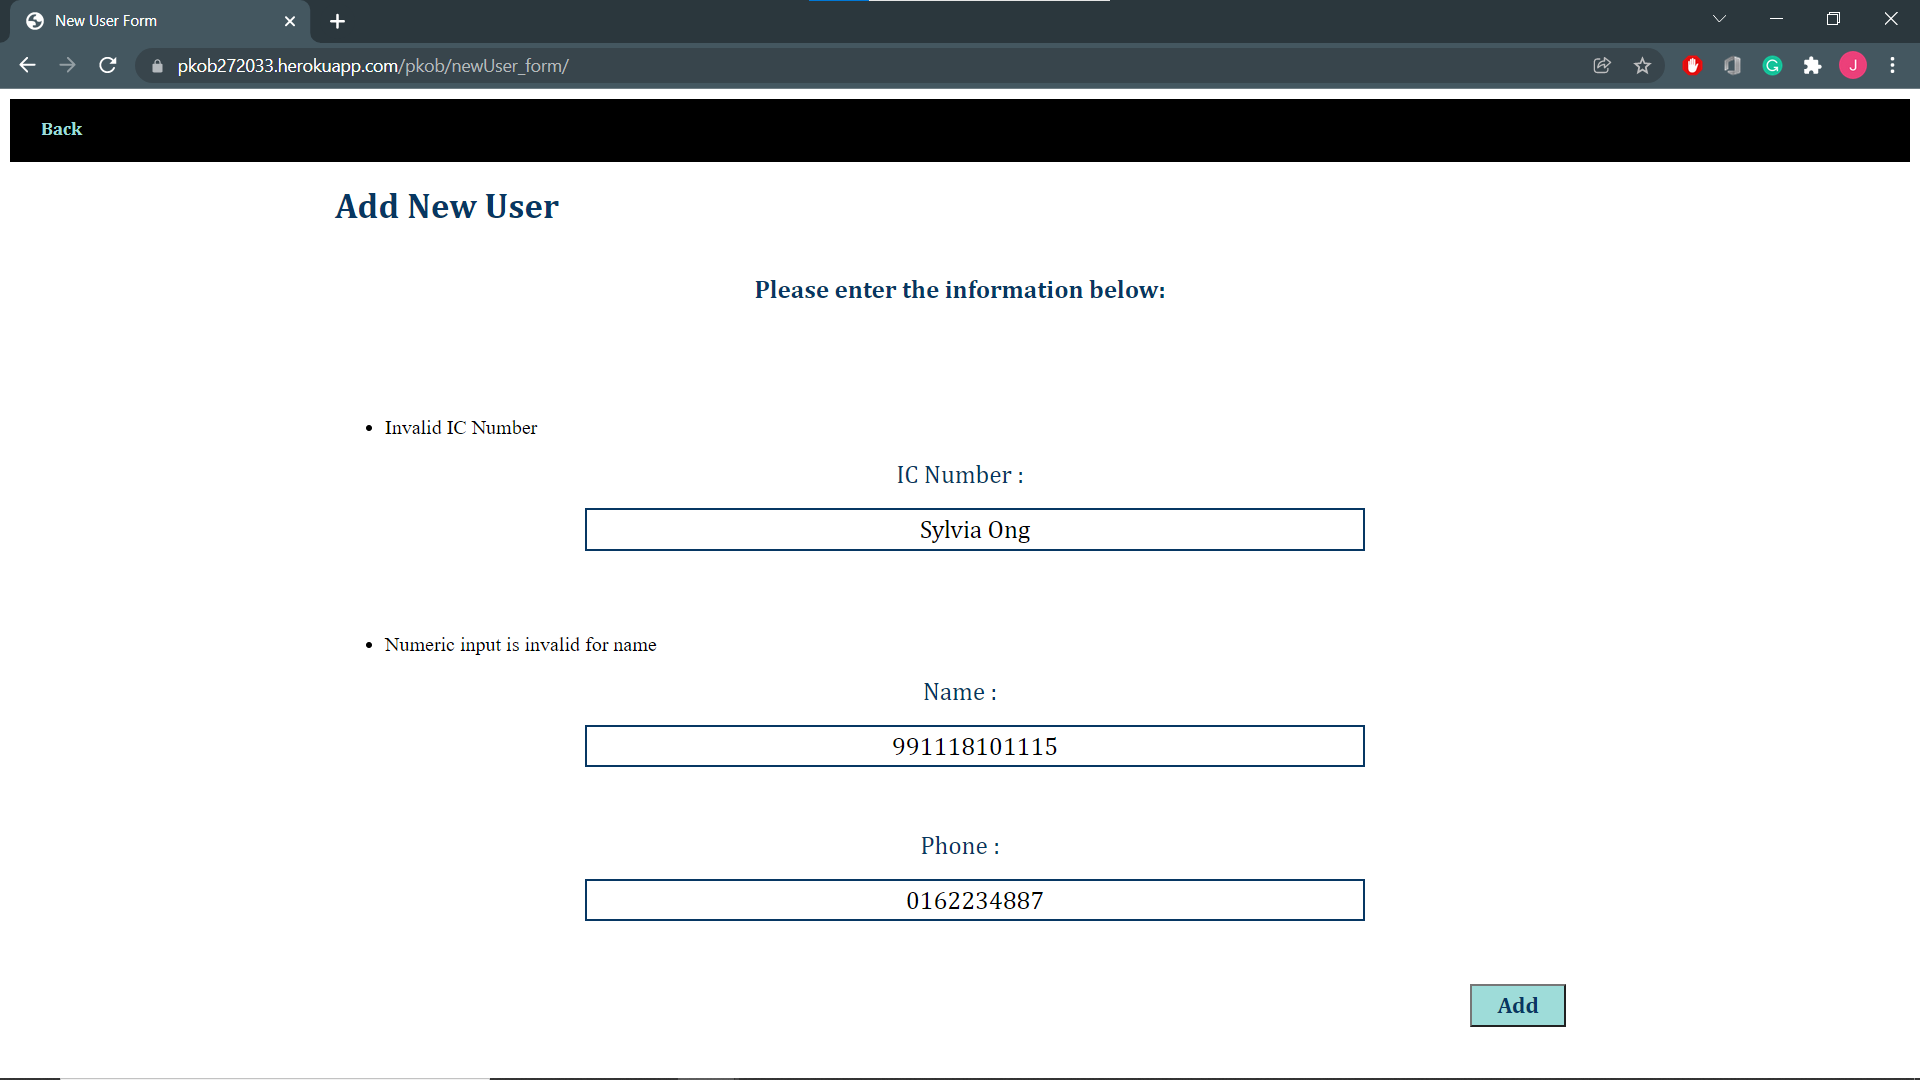 New User Form
pkob272033.herokuapp.com/pkob/newUser_form/
J
Back
Add New User
Please enter the information below:
• Invalid IC Number
IC Number :
Sylvia Ong
• Numeric input is invalid for name
Name :
991118101115
Phone :
0162234887
Add